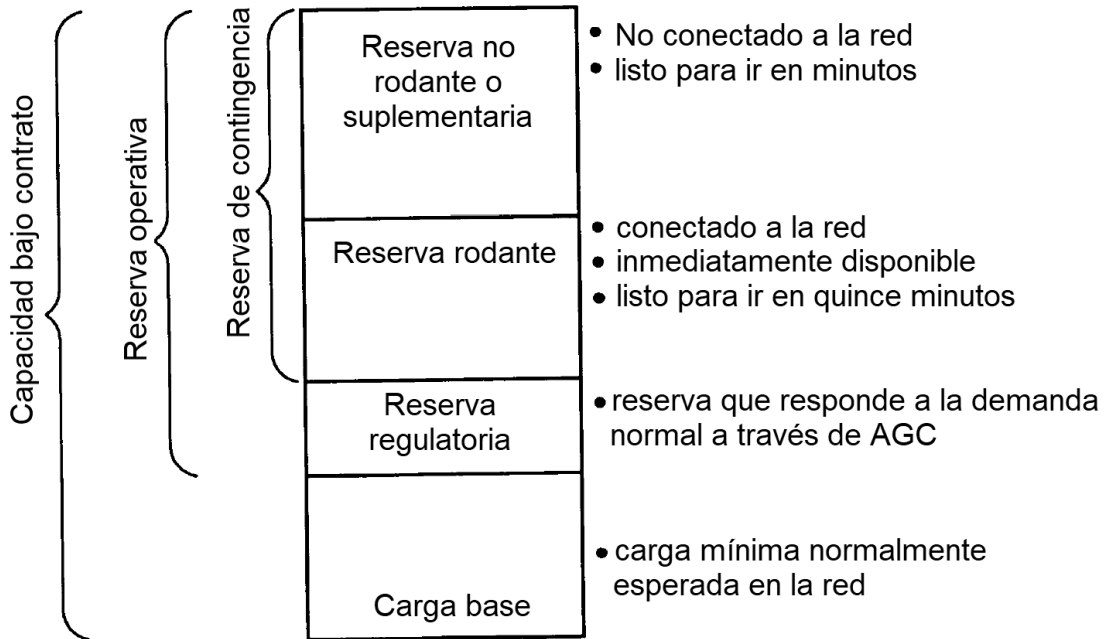 Capacidad bajo contrato
Reserva operativa
Reserva de contingencia
Reserva no
rodante o
suplementaria
• No conectado a la red
• listo para ir en minutos
Reserva rodante
• conectado a la red
• inmediatamente disponible
• listo para ir en quince minutos
Reserva
regulatoria
• reserva que responde a la demanda
normal a través de AGC
Carga base
• carga mínima normalmente
esperada en la red